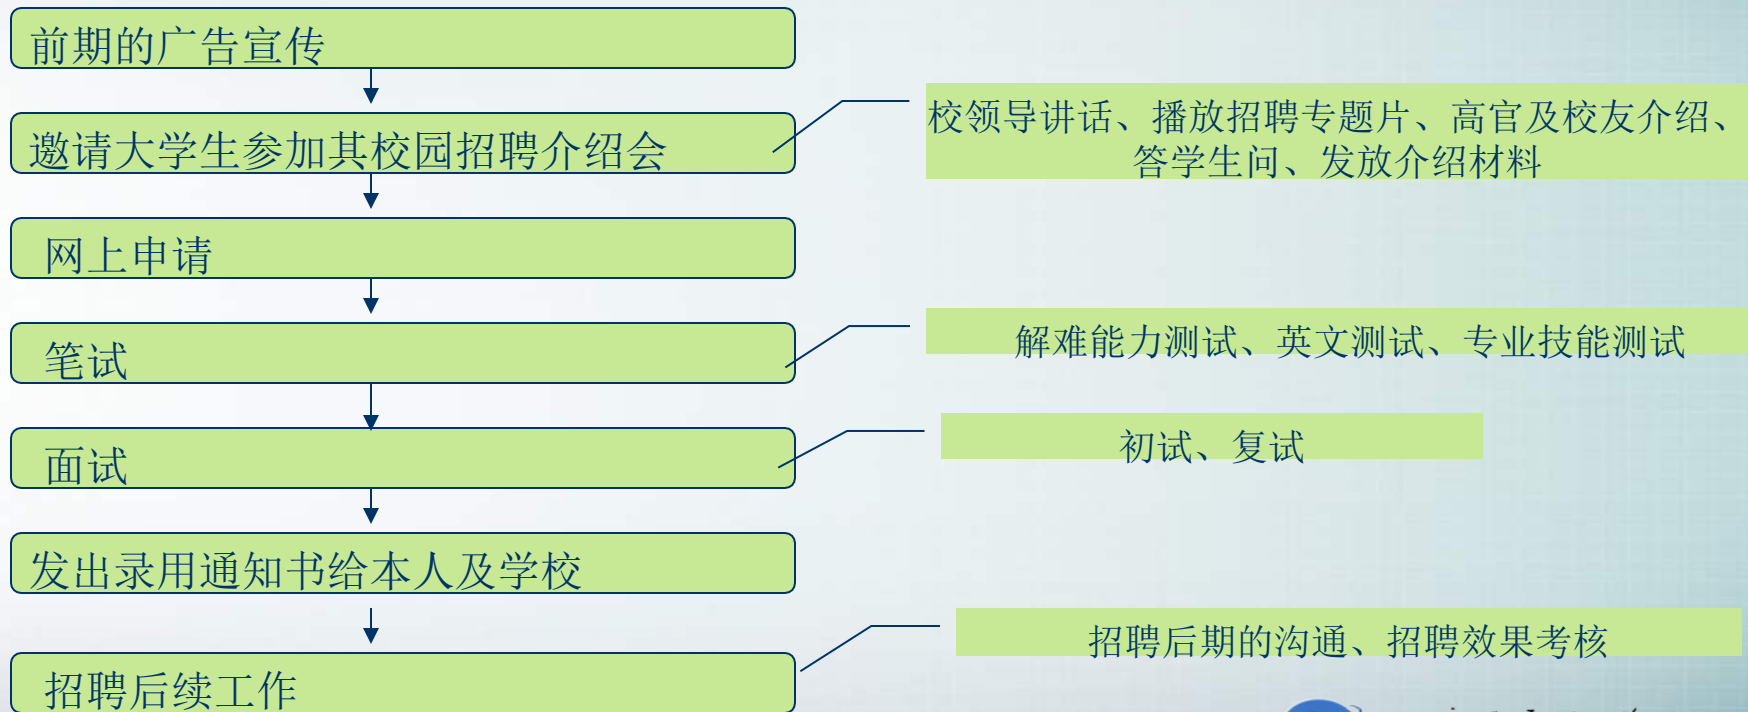 前期的广告宣传
邀请大学生参加其校园招聘介绍会
校领导讲话、播放招聘专题片、高官及校友介绍、
答学生问、发放介绍材料
网上申请
笔试
解难能力测试、英文测试、专业技能测试
面试
初试、复试
发出录用通知书给本人及学校
招聘后续工作
招聘后期的沟通、招聘效果考核